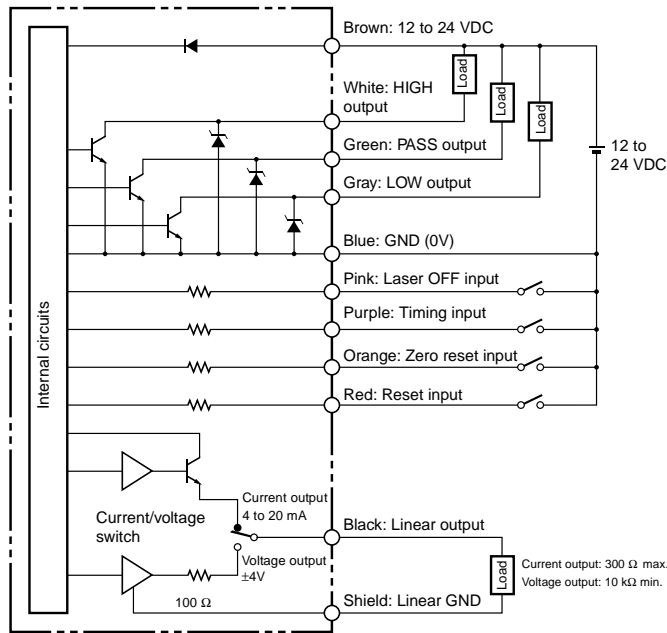 Brown: 12 to 24 VDC
Load
White: HIGH
output
Load
Load
Green: PASS output
12 to
24 VDC
Gray: LOW output
Blue: GND (0V)
Pink: Laser OFF input
Purple: Timing input
Internal circuits
Orange: Zero reset input
Red: Reset input
Current output
4 to 20 mA
Current/voltage
switch
Black: Linear output
Voltage output
±4V
Load
Current output: 300 Ω max.
Voltage output: 10 kΩ min.
100 Ω
Shield: Linear GND